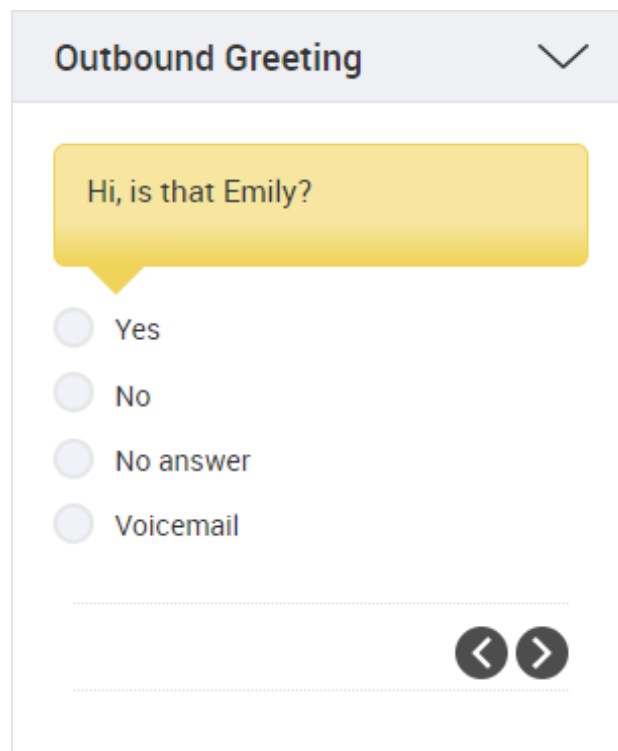 Outbound Greeting
Hi, is that Emily?
Yes
No
No answer
Voicemail